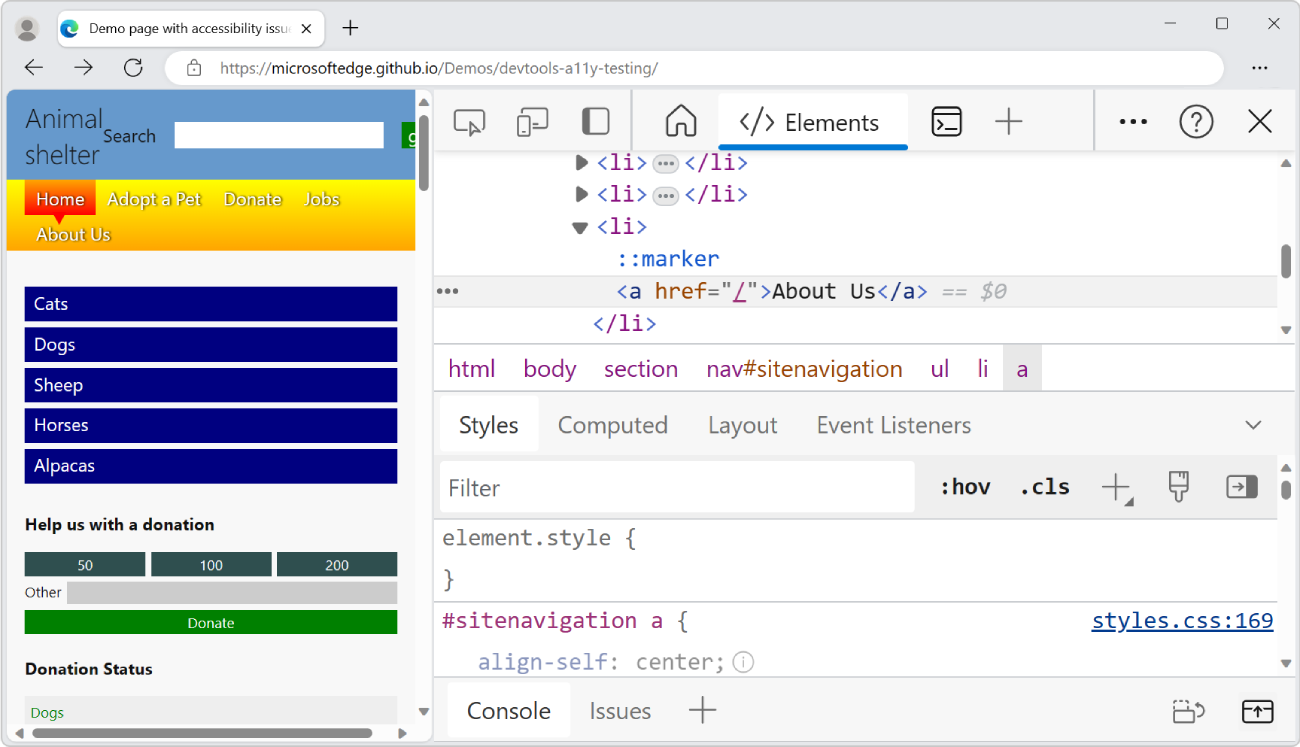 Demo page with accessibility issu
https://microsoftedge.github.io/Demos/devtools-a11y-testing/
Animal
shelter
Search
g
Home Adopt a Pet Donate Jobs
About Us
Cats
Dogs
Sheep
Horses
Alpacas
Help us with a donation
50 100 200
Other
Donate
Donation Status
Dogs
</> Elements
<li> ••• </li>
<li> ••• </li>
<li>
::marker
••• <a href="/">About Us</a> == $0
</li>
html body section nav#sitenavigation ul li a
Styles Computed Layout Event Listeners
Filter :hov .cls
element.style {
}
#sitenavigation a { styles.css:169
align-self: center;
Console Issues